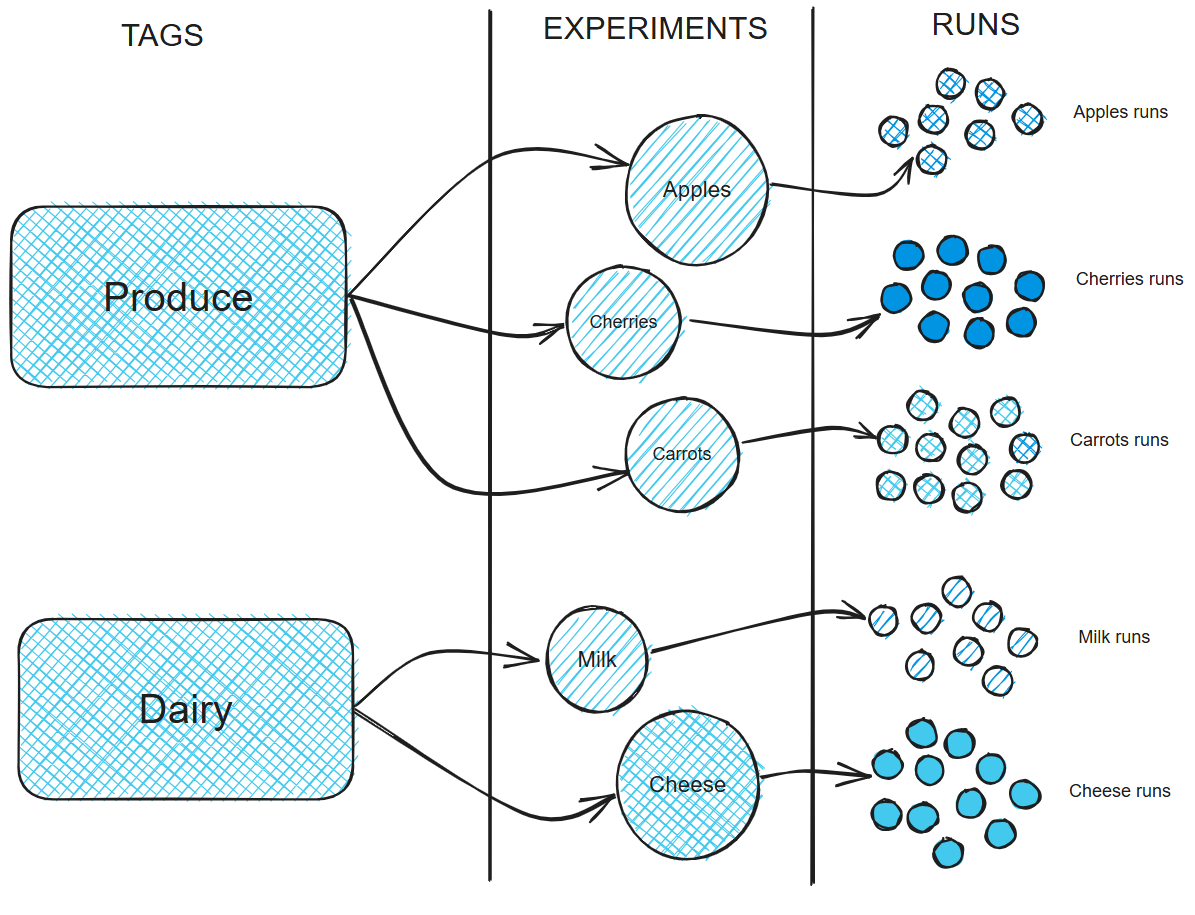 TAGS
EXPERIMENTS
RUNS
Produce
Apples
Apples runs
Cherries
Cherries runs
Carrots
Carrots runs
Dairy
Milk
Milk runs
Cheese
Cheese runs